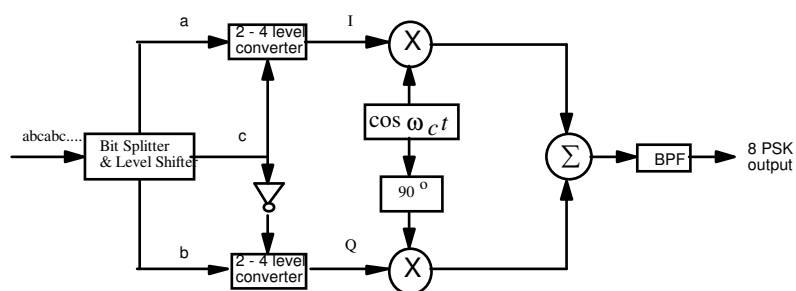 a
2 - 4 level
converter
I
X
abcabc....
Bit Splitter
& Level Shifter
c
cos ω_c t
Σ
BPF
8 PSK
output
90 °
b
2 - 4 level
converter
Q
X